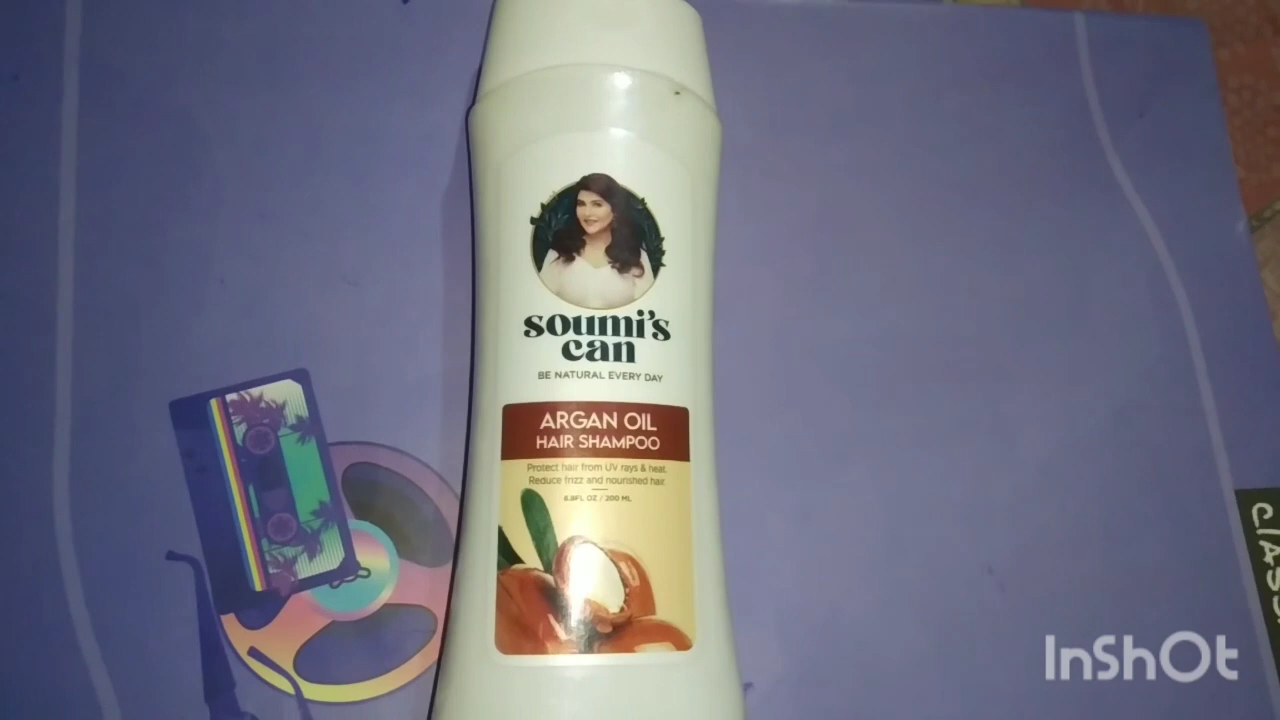 soumi's
can
BE NATURAL EVERY DAY
ARGAN OIL
HAIR SHAMPOO
Protect hair from UV rays & heat.
Reduce frizz and nourished hair.
6.8FL OZ / 200 ML
InShOt